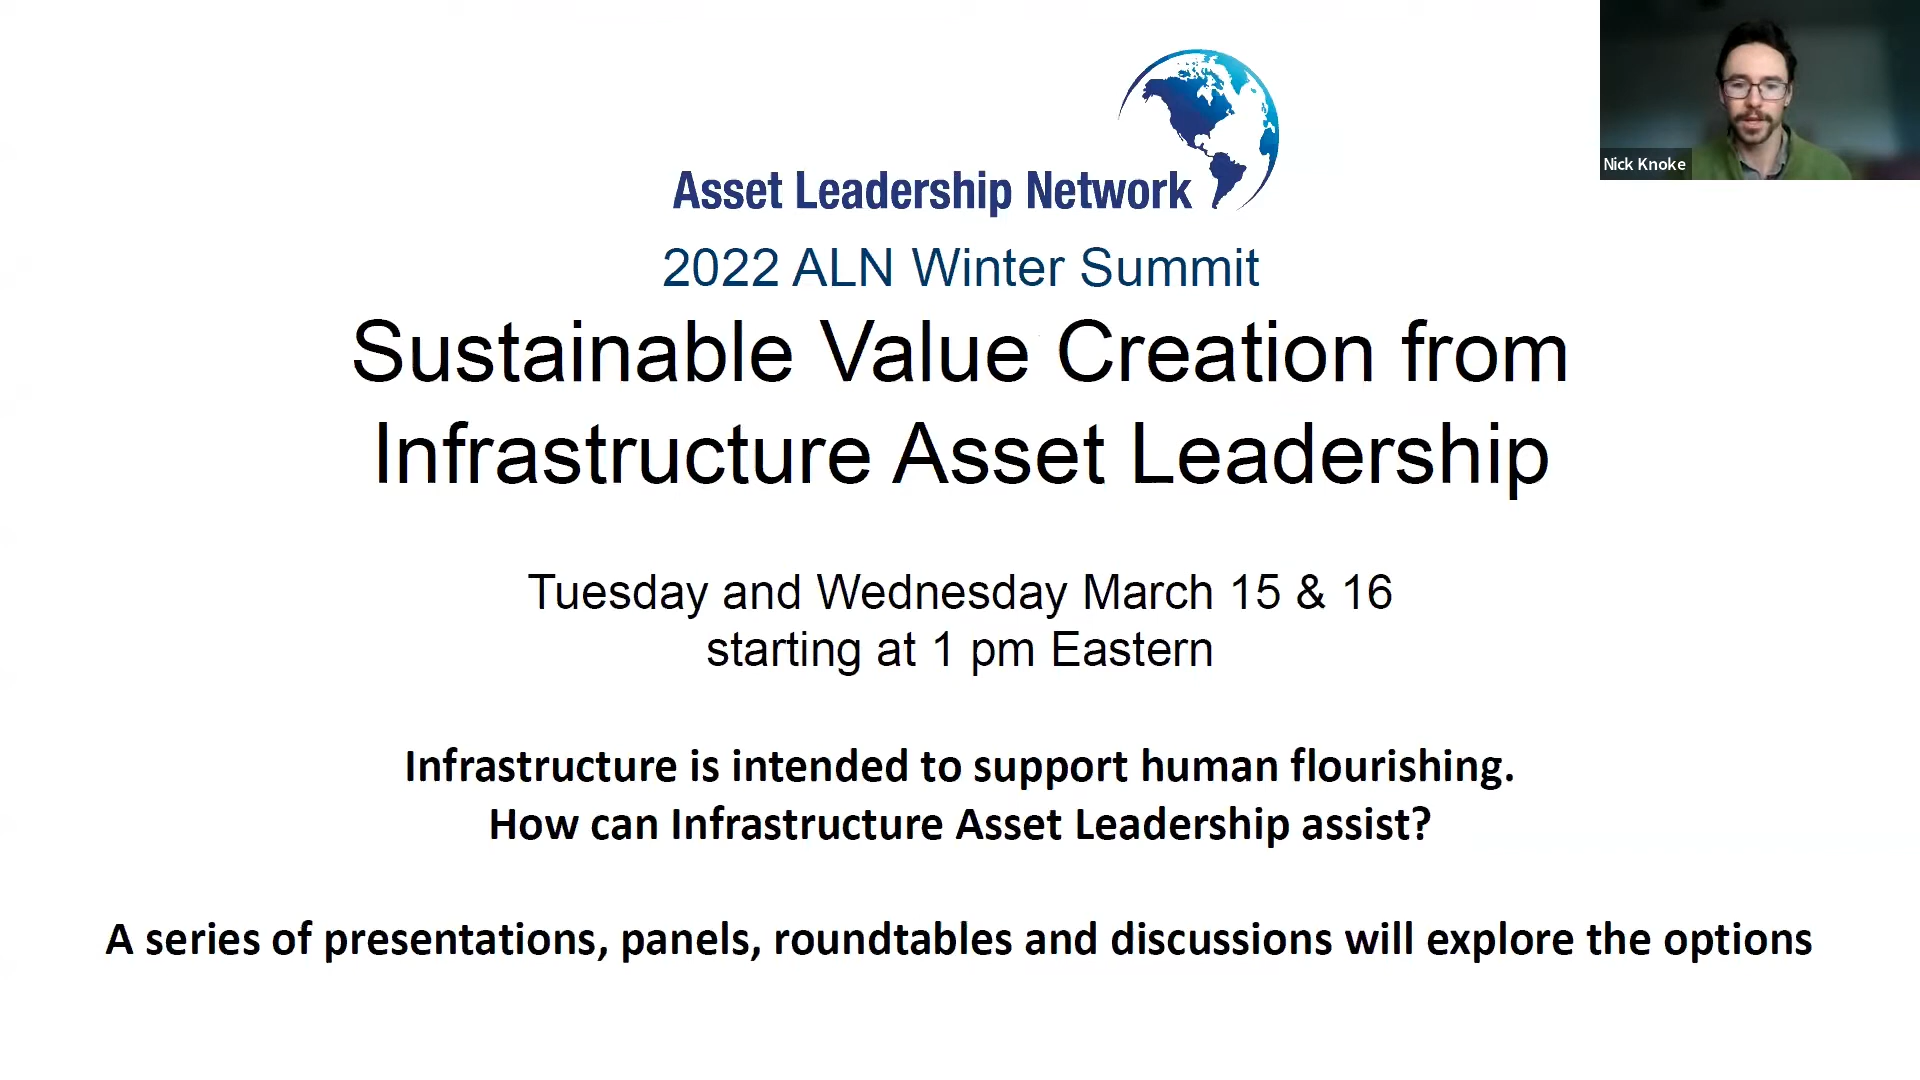 Nick Knoke
Asset Leadership Network
2022 ALN Winter Summit
Sustainable Value Creation from
Infrastructure Asset Leadership
Tuesday and Wednesday March 15 & 16
starting at 1 pm Eastern
Infrastructure is intended to support human flourishing.
How can Infrastructure Asset Leadership assist?
A series of presentations, panels, roundtables and discussions will explore the options